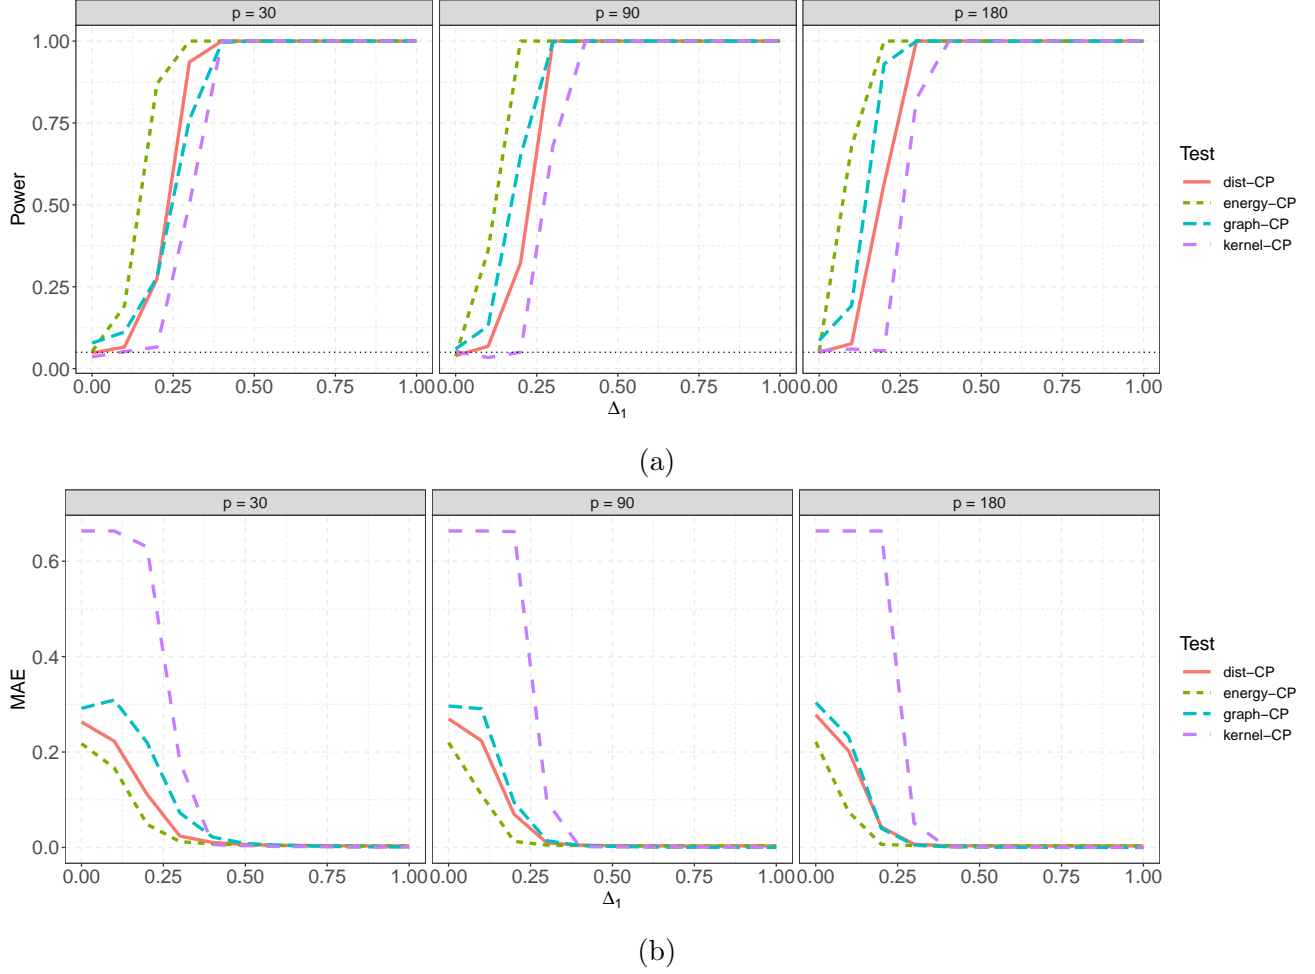 p = 30
p = 90
p = 180
1.00
0.75
0.50
0.25
0.00
Power
0.00 0.25 0.50 0.75 1.00
0.00 0.25 0.50 0.75 1.00
0.00 0.25 0.50 0.75 1.00
Δ1
Test
dist−CP
energy−CP
graph−CP
kernel−CP
(a)
p = 30
p = 90
p = 180
0.6
0.4
0.2
0.0
MAE
0.00 0.25 0.50 0.75 1.00
0.00 0.25 0.50 0.75 1.00
0.00 0.25 0.50 0.75 1.00
Δ1
Test
dist−CP
energy−CP
graph−CP
kernel−CP
(b)